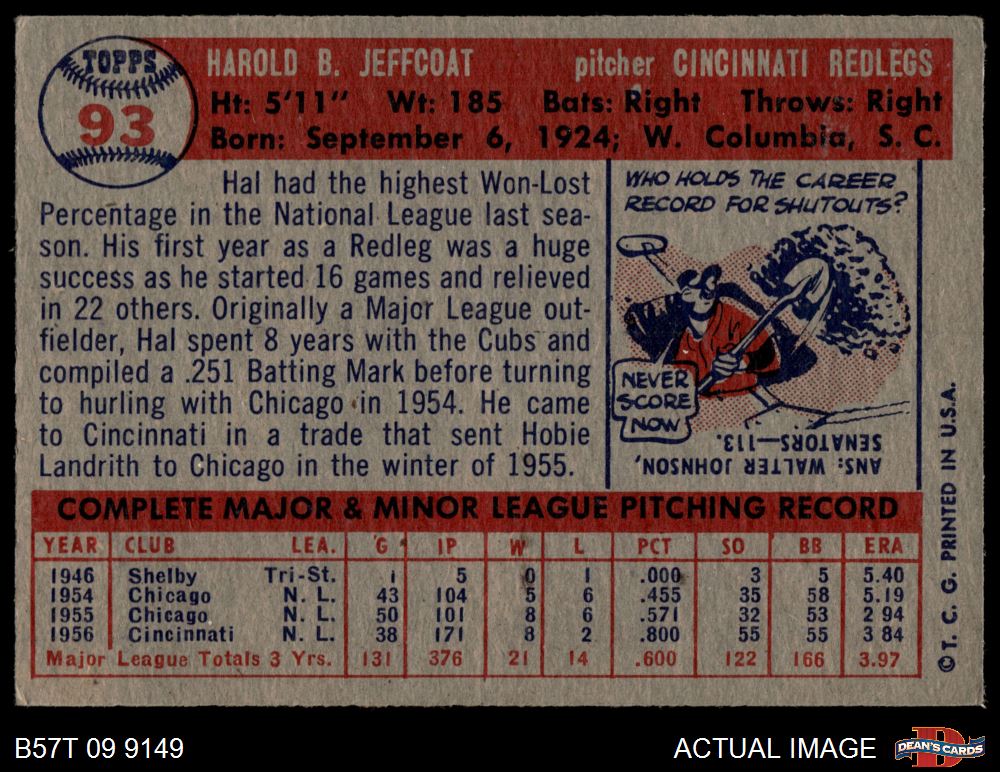 TOPPS
93
HAROLD B. JEFFCOAT pitcher CINCINNATI REDLEGS
Ht: 5'11" Wt: 185 Bats: Right Throws: Right
Born: September 6, 1924; W. Columbia, S. C.
Hal had the highest Won-Lost
Percentage in the National League last sea-
son. His first year as a Redleg was a huge
success as he started 16 games and relieved
in 22 others. Originally a Major League out-
fielder, Hal spent 8 years with the Cubs and
compiled a .251 Batting Mark before turning
to hurling with Chicago in 1954. He came
to Cincinnati in a trade that sent Hobie
Landrith to Chicago in the winter of 1955.
WHO HOLDS THE CAREER
RECORD FOR SHUTOUTS?
NEVER
SCORE
NOW
ANS: WALTER JOHNSON,
SENATORS—113.
COMPLETE MAJOR & MINOR LEAGUE PITCHING RECORD
YEAR CLUB LEA. G IP W L PCT SO BB ERA
1946 Shelby Tri-St. 1 5 0 1 .000 3 5 5.40
1954 Chicago N. L. 43 104 5 6 .455 35 58 5.19
1955 Chicago N. L. 50 101 8 6 .571 32 53 2 94
1956 Cincinnati N. L. 38 171 8 2 .800 55 55 3 84
Major League Totals 3 Yrs. 131 376 21 14 .600 122 166 3.97
© T. C. G. PRINTED IN U.S.A.
B57T 09 9149 ACTUAL IMAGE DEAN'S CARDS